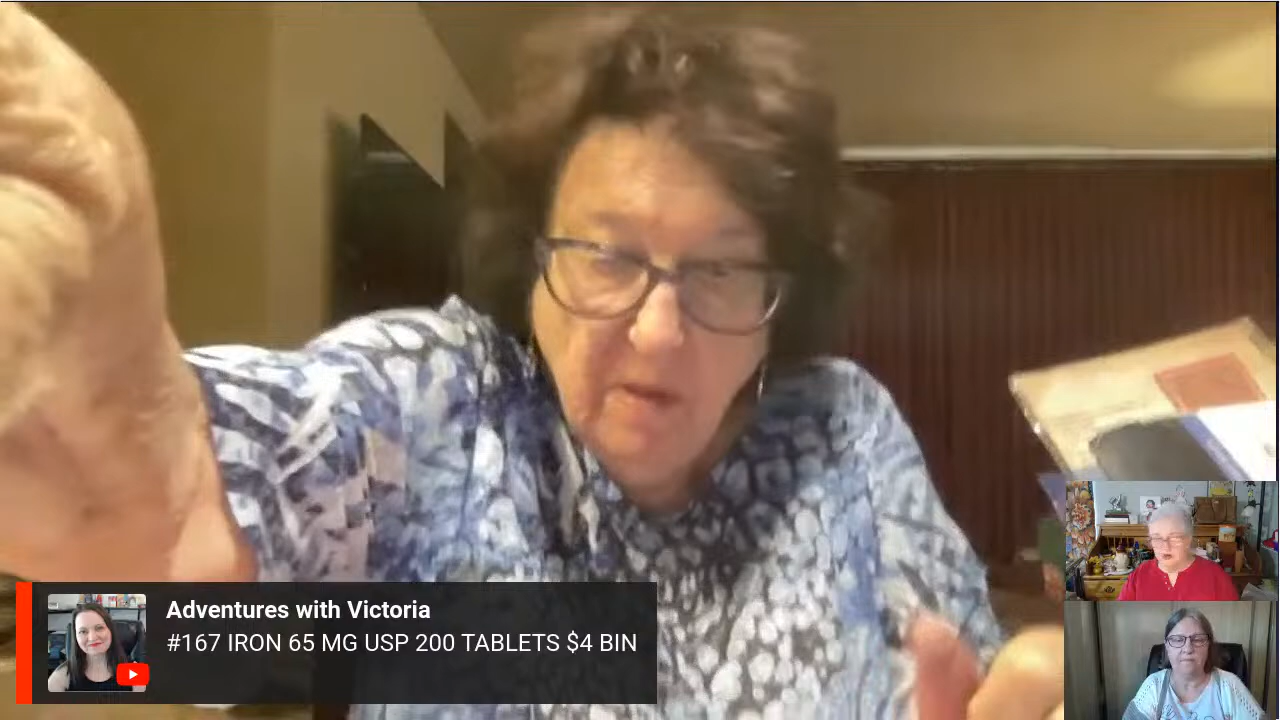 Adventures with Victoria
#167 IRON 65 MG USP 200 TABLETS $4 BIN